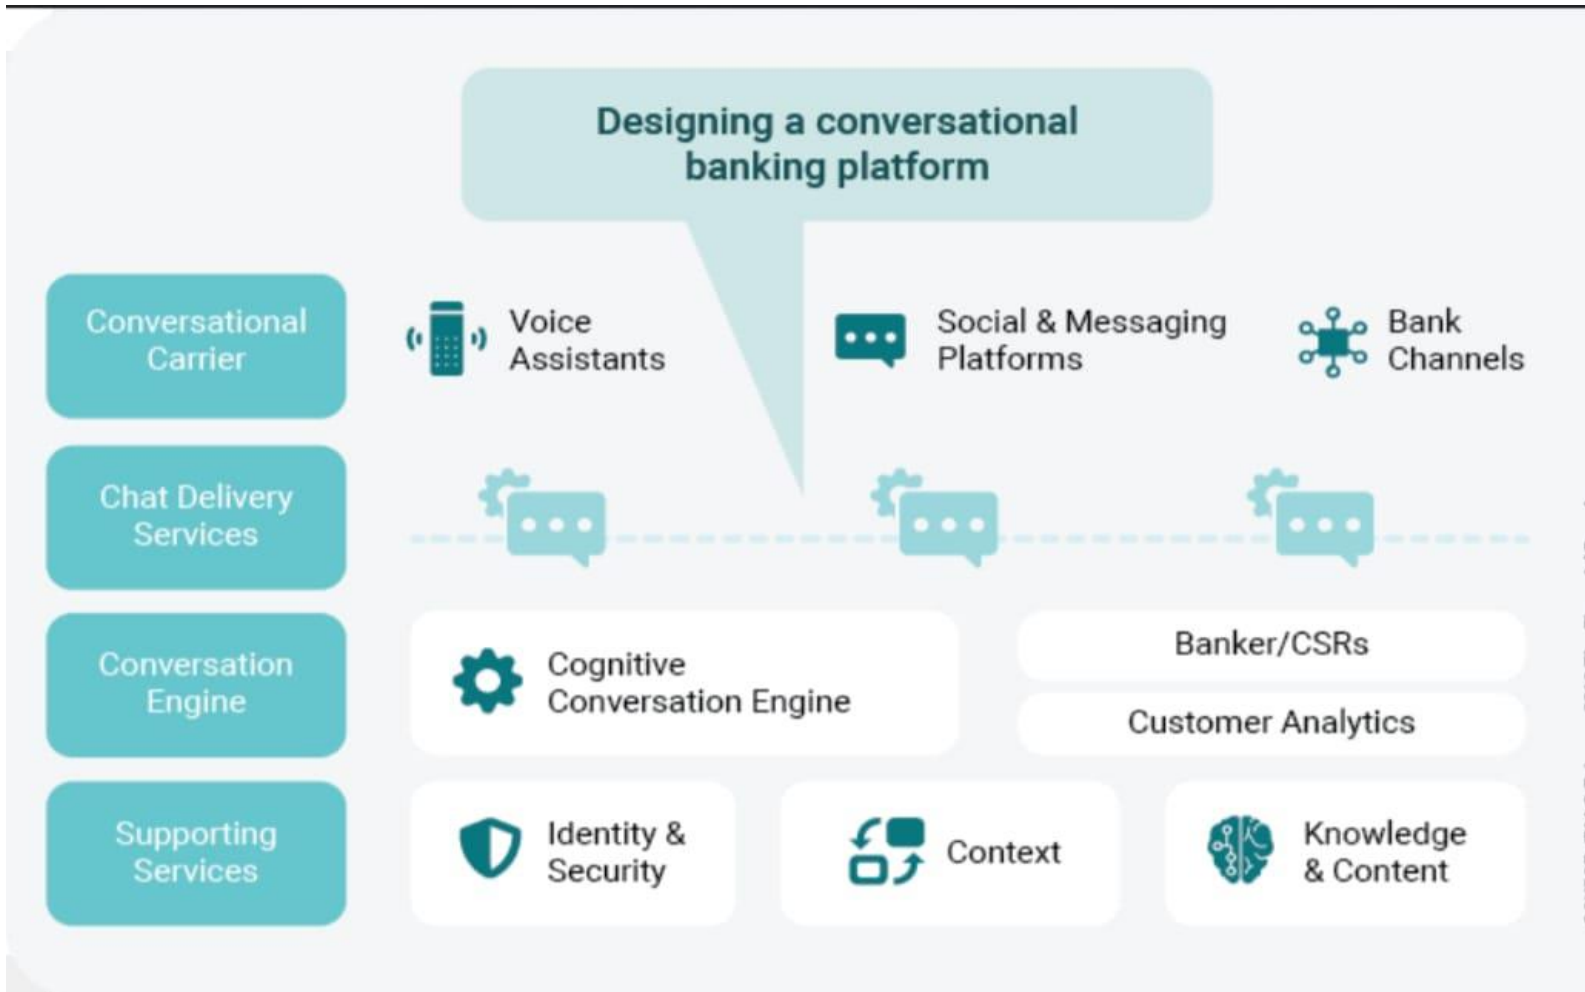 Designing a conversational
banking platform
Conversational
Carrier
Voice
Assistants
Social & Messaging
Platforms
Bank
Channels
Chat Delivery
Services
Conversation
Engine
Cognitive
Conversation Engine
Banker/CSRs
Customer Analytics
Supporting
Services
Identity &
Security
Context
Knowledge
& Content